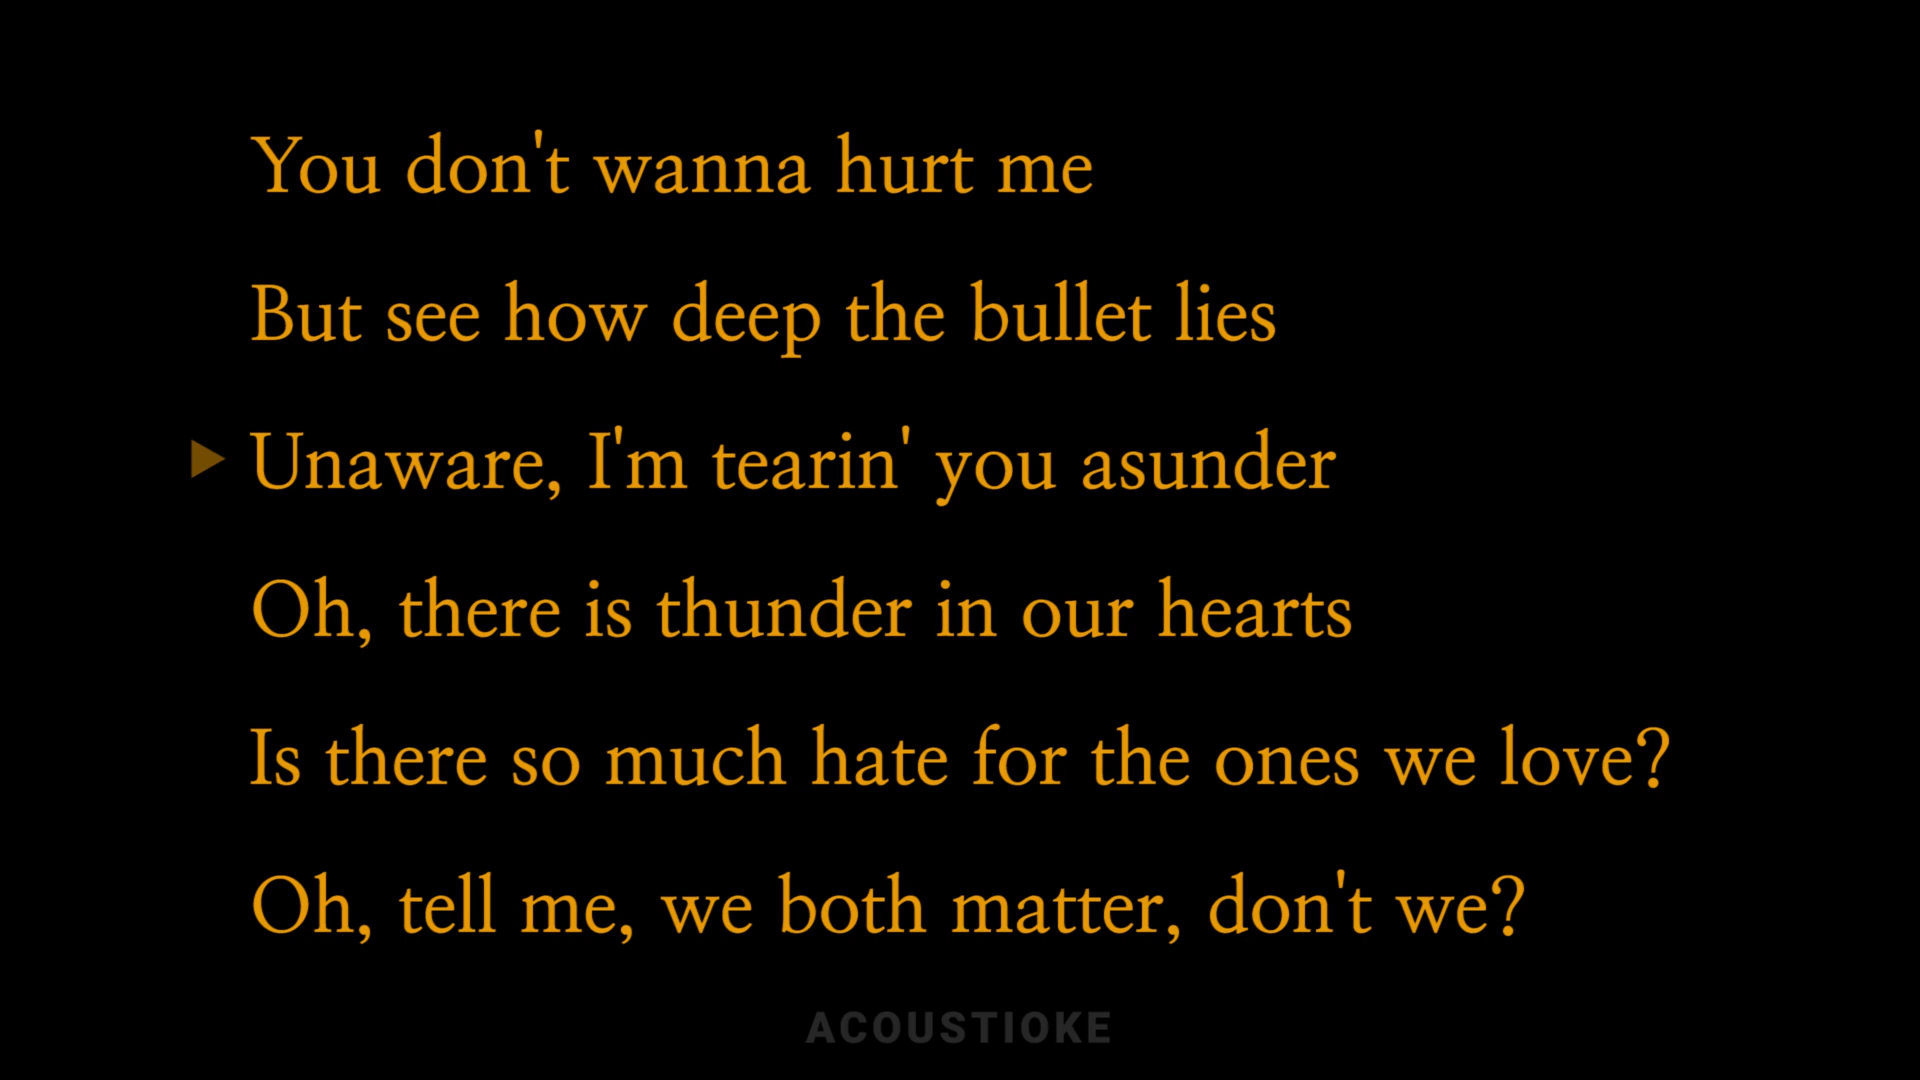 You don't wanna hurt me
But see how deep the bullet lies
Unaware, I'm tearin' you asunder
Oh, there is thunder in our hearts
Is there so much hate for the ones we love?
Oh, tell me, we both matter, don't we?
ACOUSTIOKE